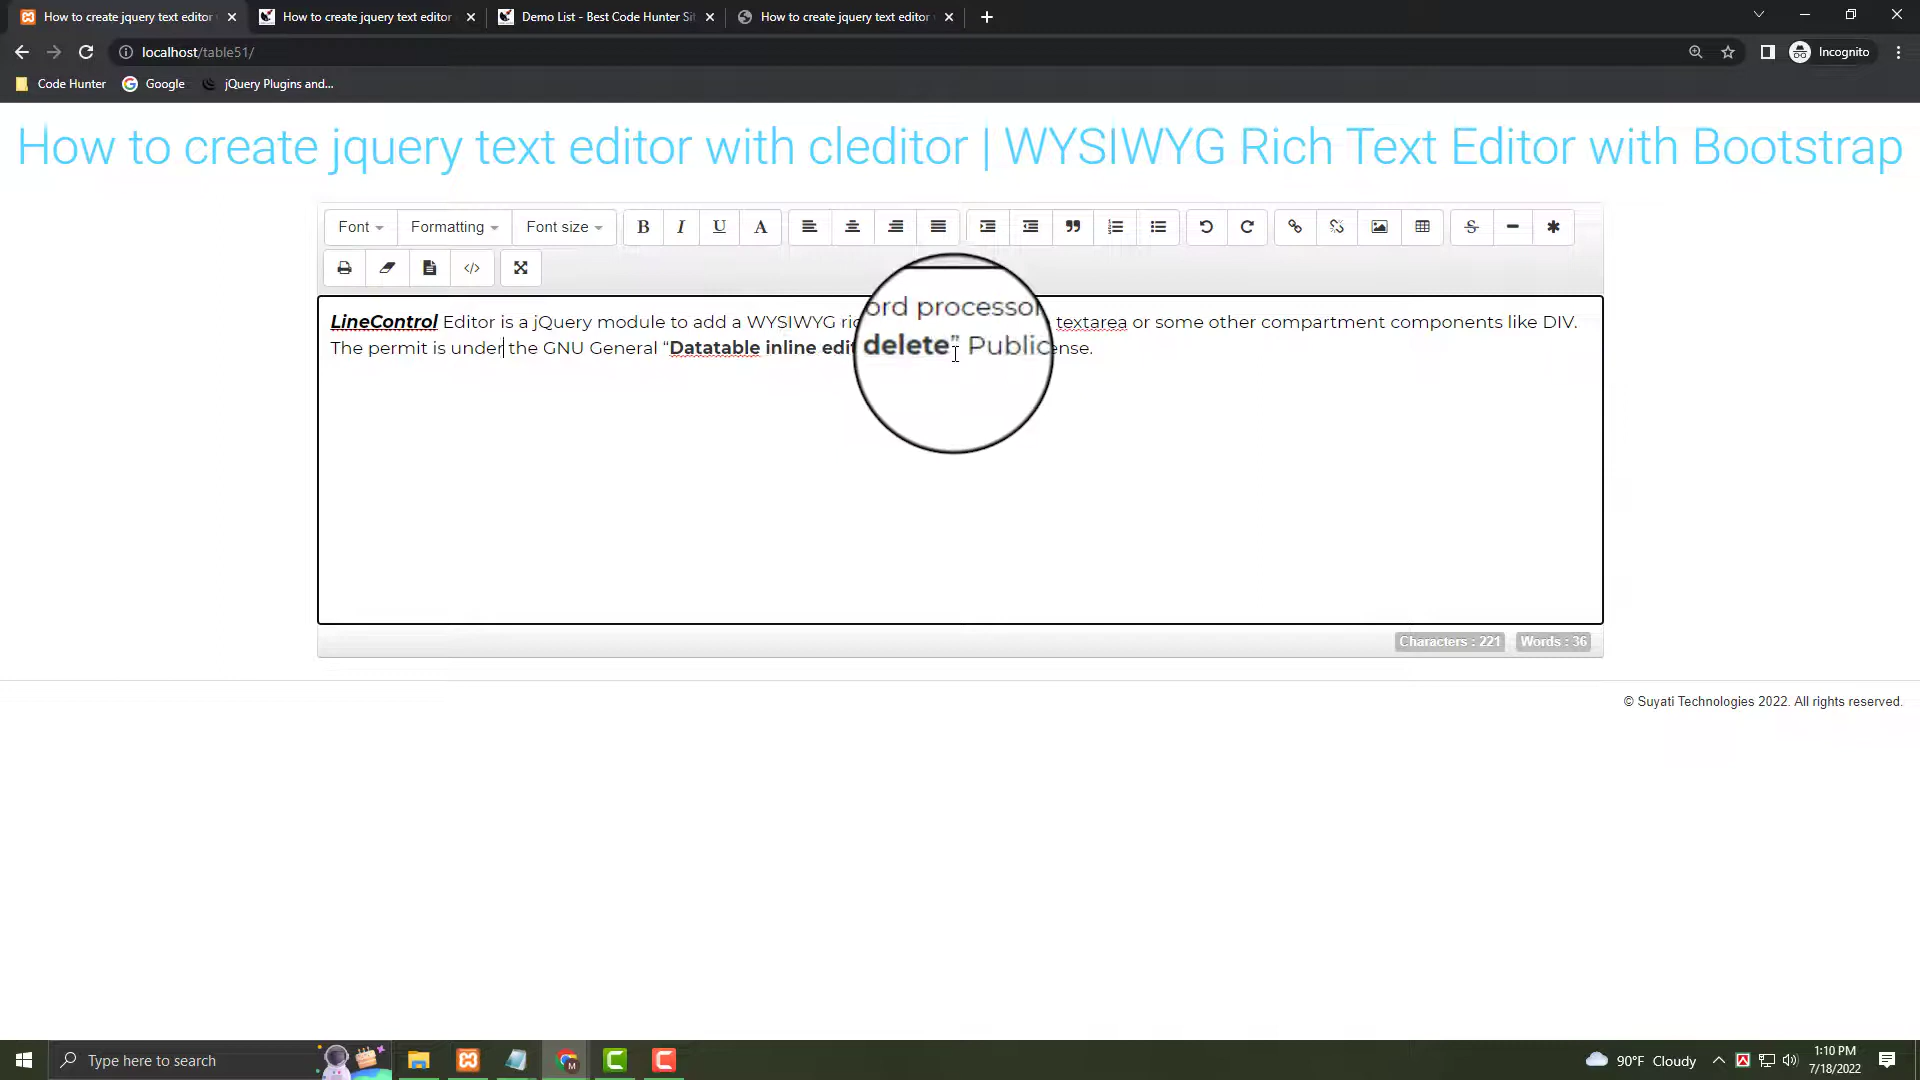 How to create jquery text editor
How to create jquery text editor
Demo List - Best Code Hunter Sit
How to create jquery text editor
localhost/table51/
Incognito
Code Hunter
Google
jQuery Plugins and...
How to create jquery text editor with cleditor | WYSIWYG Rich Text Editor with Bootstrap
Font
Formatting
Font size
B I U A
LineControl Editor is a jQuery module to add a WYSIWYG ric ord processor textarea or some other compartment components like DIV.
The permit is under the GNU General “Datatable inline edit delete” Public ense.
Characters : 221 Words : 36
© Suyati Technologies 2022. All rights reserved.
Type here to search
90°F Cloudy
1:10 PM
7/18/2022